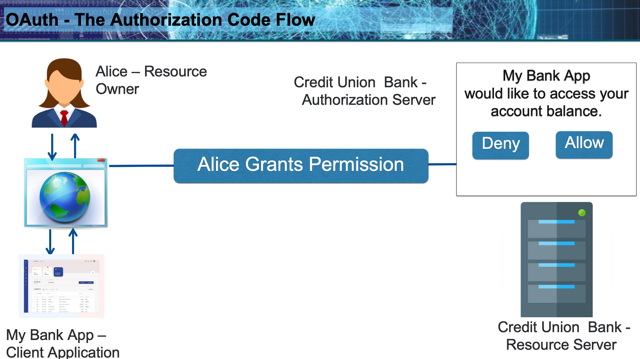 OAuth - The Authorization Code Flow
Alice – Resource
Owner
Credit Union  Bank -
Authorization Server
My Bank App
would like to access your
account balance.
Deny
Allow
Alice Grants Permission
My Bank App –
Client Application
Credit Union  Bank -
Resource Server